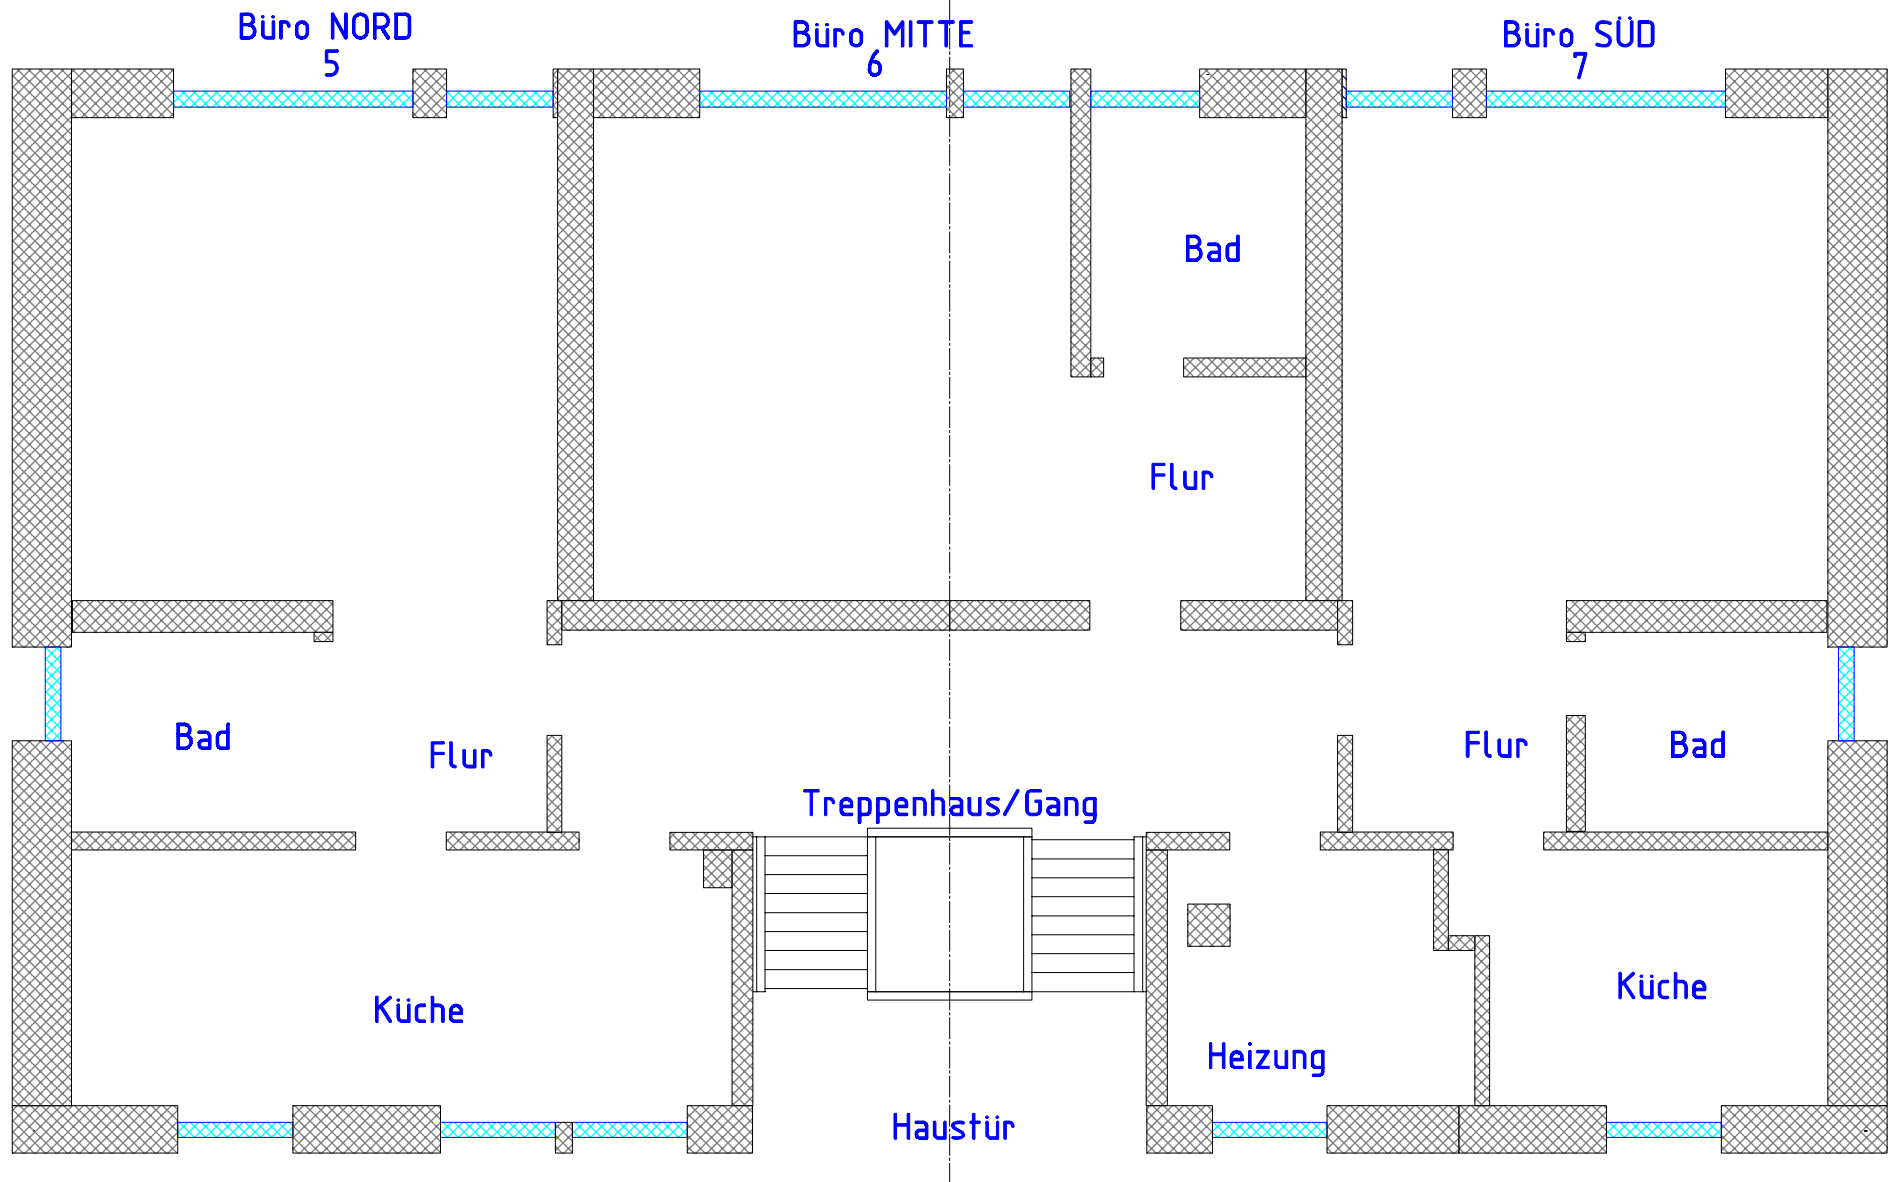 Büro NORD
5
Büro MITTE
6
Büro SÜD
7
Bad
Flur
Bad
Flur
Flur
Bad
Treppenhaus/Gang
Küche
Küche
Heizung
Haustür